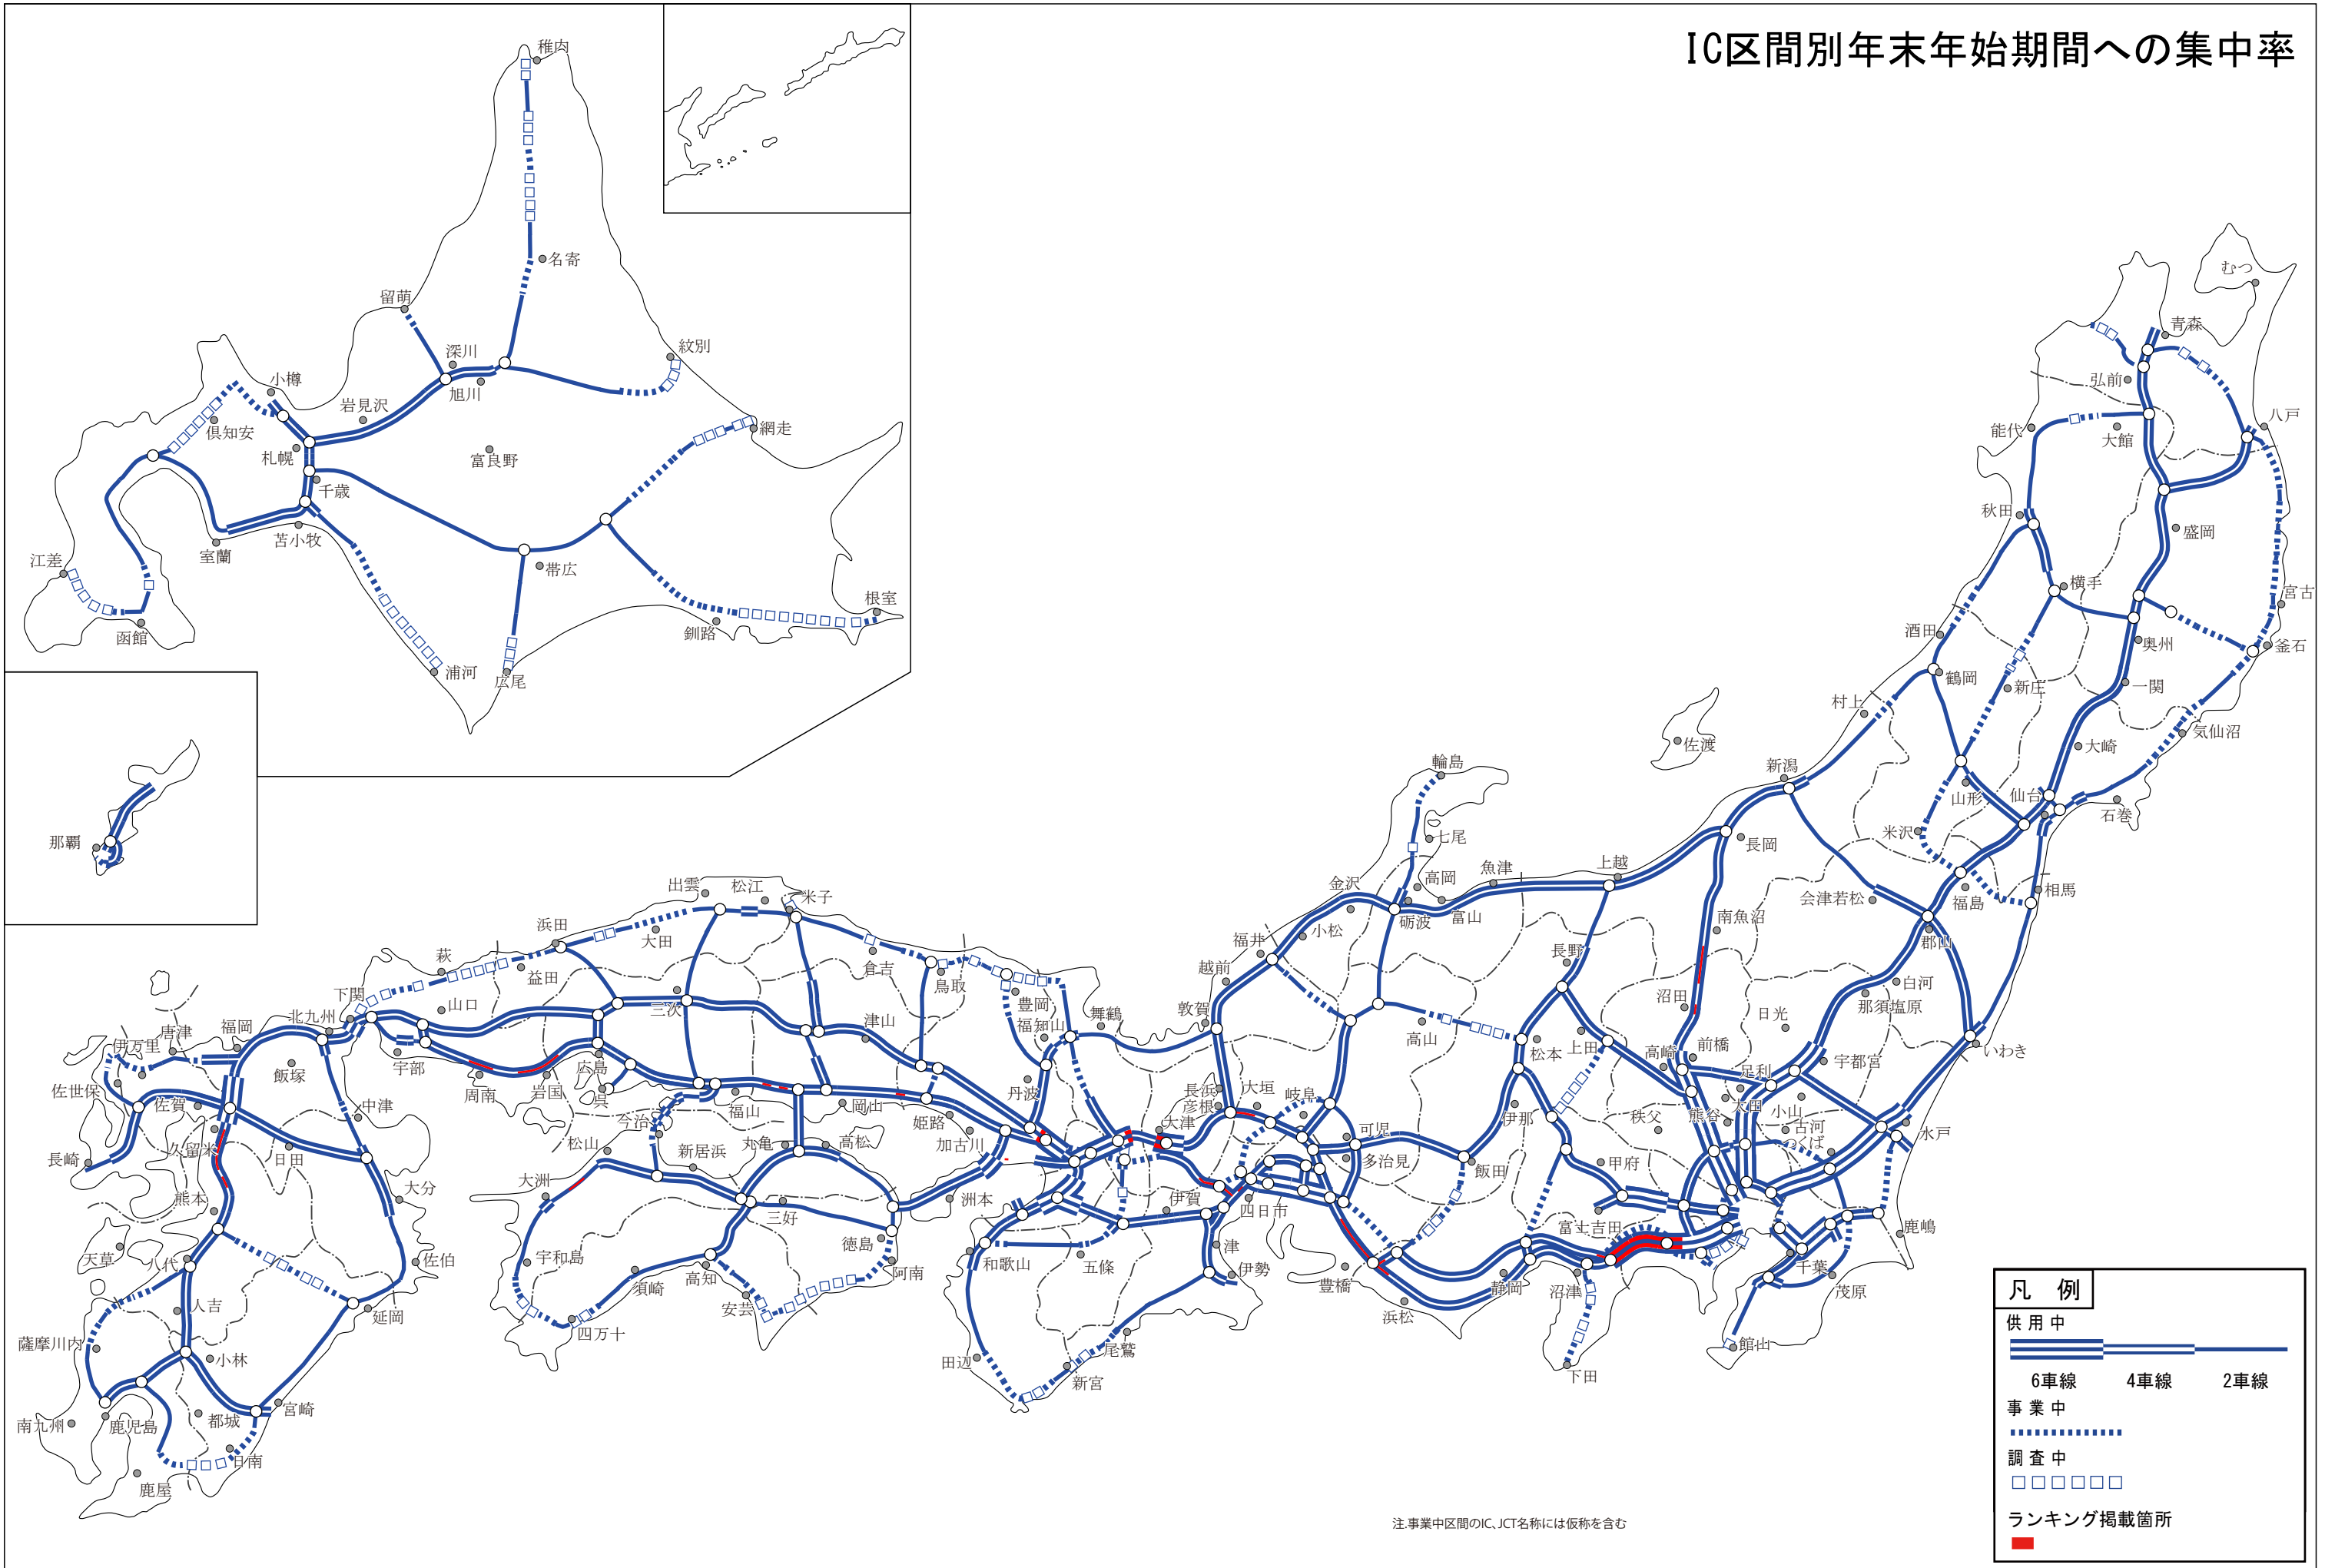 IC区間別年末年始期間への集中率
稚内
名寄
留萌
深川
旭川
紋別
小樽
岩見沢
倶知安
札幌
富良野
網走
千歳
室蘭
苫小牧
帯広
江差
函館
釧路
根室
浦河
広尾
那覇
むつ
青森
弘前
八戸
能代
大館
秋田
盛岡
横手
宮古
酒田
奥州
釜石
鶴岡
新庄
一関
村上
気仙沼
佐渡
大崎
輪島
新潟
山形
仙台
石巻
米沢
七尾
長岡
魚津
上越
高岡
金沢
砺波
富山
会津若松
福島
相馬
南魚沼
小松
福井
長野
郡山
越前
沼田
白河
那須塩原
日光
敦賀
高山
松本
上田
高崎
前橋
宇都宮
いわき
足利
太田
小山
長浜
彦根
大垣
岐阜
伊那
秩父
熊谷
古河
つくば
水戸
大津
可児
多治見
飯田
甲府
伊賀
四日市
富士吉田
鹿嶋
津
伊勢
豊橋
浜松
静岡
沼津
千葉
茂原
館山
下田
出雲
松江
米子
浜田
大田
倉吉
鳥取
萩
益田
豊岡
下関
山口
三次
津山
福知山
舞鶴
北九州
福岡
唐津
伊万里
宇部
広島
佐世保
飯塚
周南
岩国
呉
福山
岡山
丹波
佐賀
中津
今治
姫路
久留米
日田
松山
新居浜
丸亀
高松
加古川
長崎
大洲
大分
熊本
三好
洲本
徳島
天草
八代
佐伯
宇和島
須崎
高知
阿南
和歌山
五條
人吉
延岡
安芸
四万十
薩摩川内
小林
田辺
新宮
尾鷲
南九州
鹿児島
都城
宮崎
日南
鹿屋
注.事業中区間のIC、JCT名称には仮称を含む
凡 例
供用中
6車線 4車線 2車線
事業中
調査中
ランキング掲載箇所